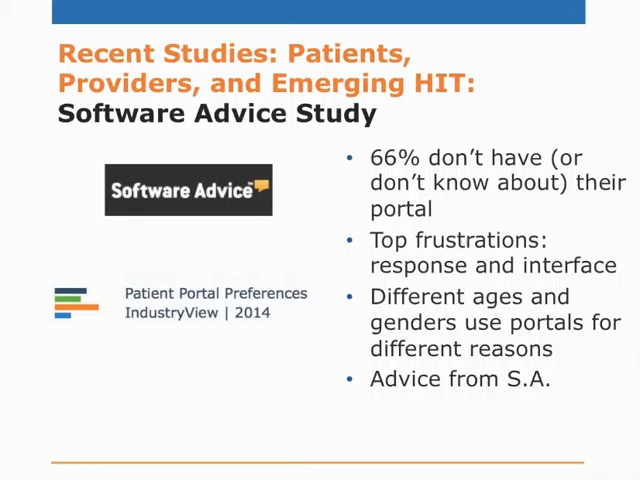 Recent Studies: Patients,
Providers, and Emerging HIT:
Software Advice Study
Software Advice
Patient Portal Preferences
IndustryView | 2014
• 66% don't have (or
don't know about) their
portal
• Top frustrations:
response and interface
• Different ages and
genders use portals for
different reasons
• Advice from S.A.